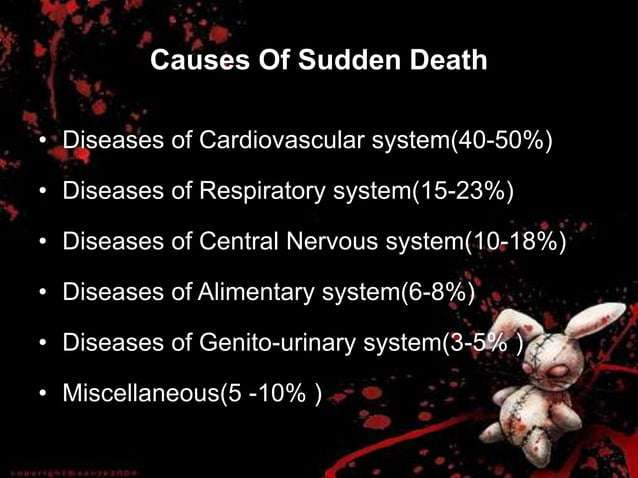 Causes Of Sudden Death
• Diseases of Cardiovascular system(40-50%)
• Diseases of Respiratory system(15-23%)
• Diseases of Central Nervous system(10-18%)
• Diseases of Alimentary system(6-8%)
• Diseases of Genito-urinary system(3-5% )
• Miscellaneous(5 -10% )